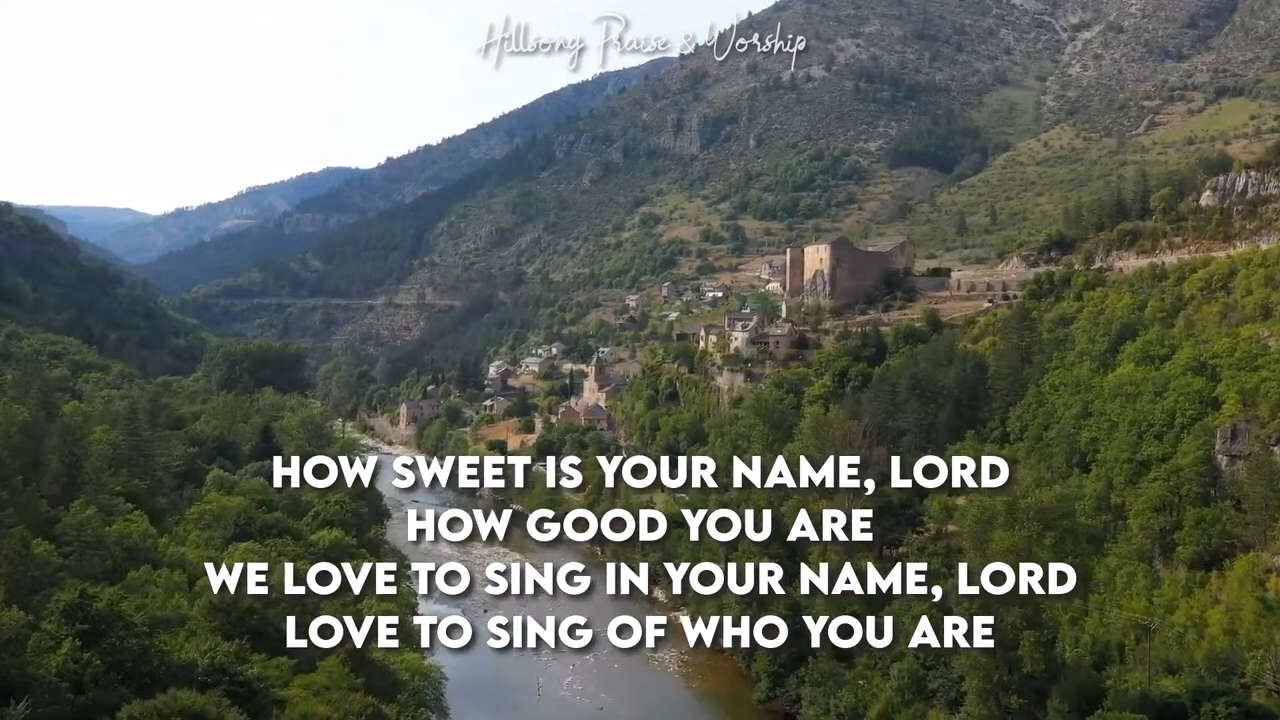 Hillsong Praise & Worship
HOW SWEET IS YOUR NAME, LORD
HOW GOOD YOU ARE
WE LOVE TO SING IN YOUR NAME, LORD
LOVE TO SING OF WHO YOU ARE